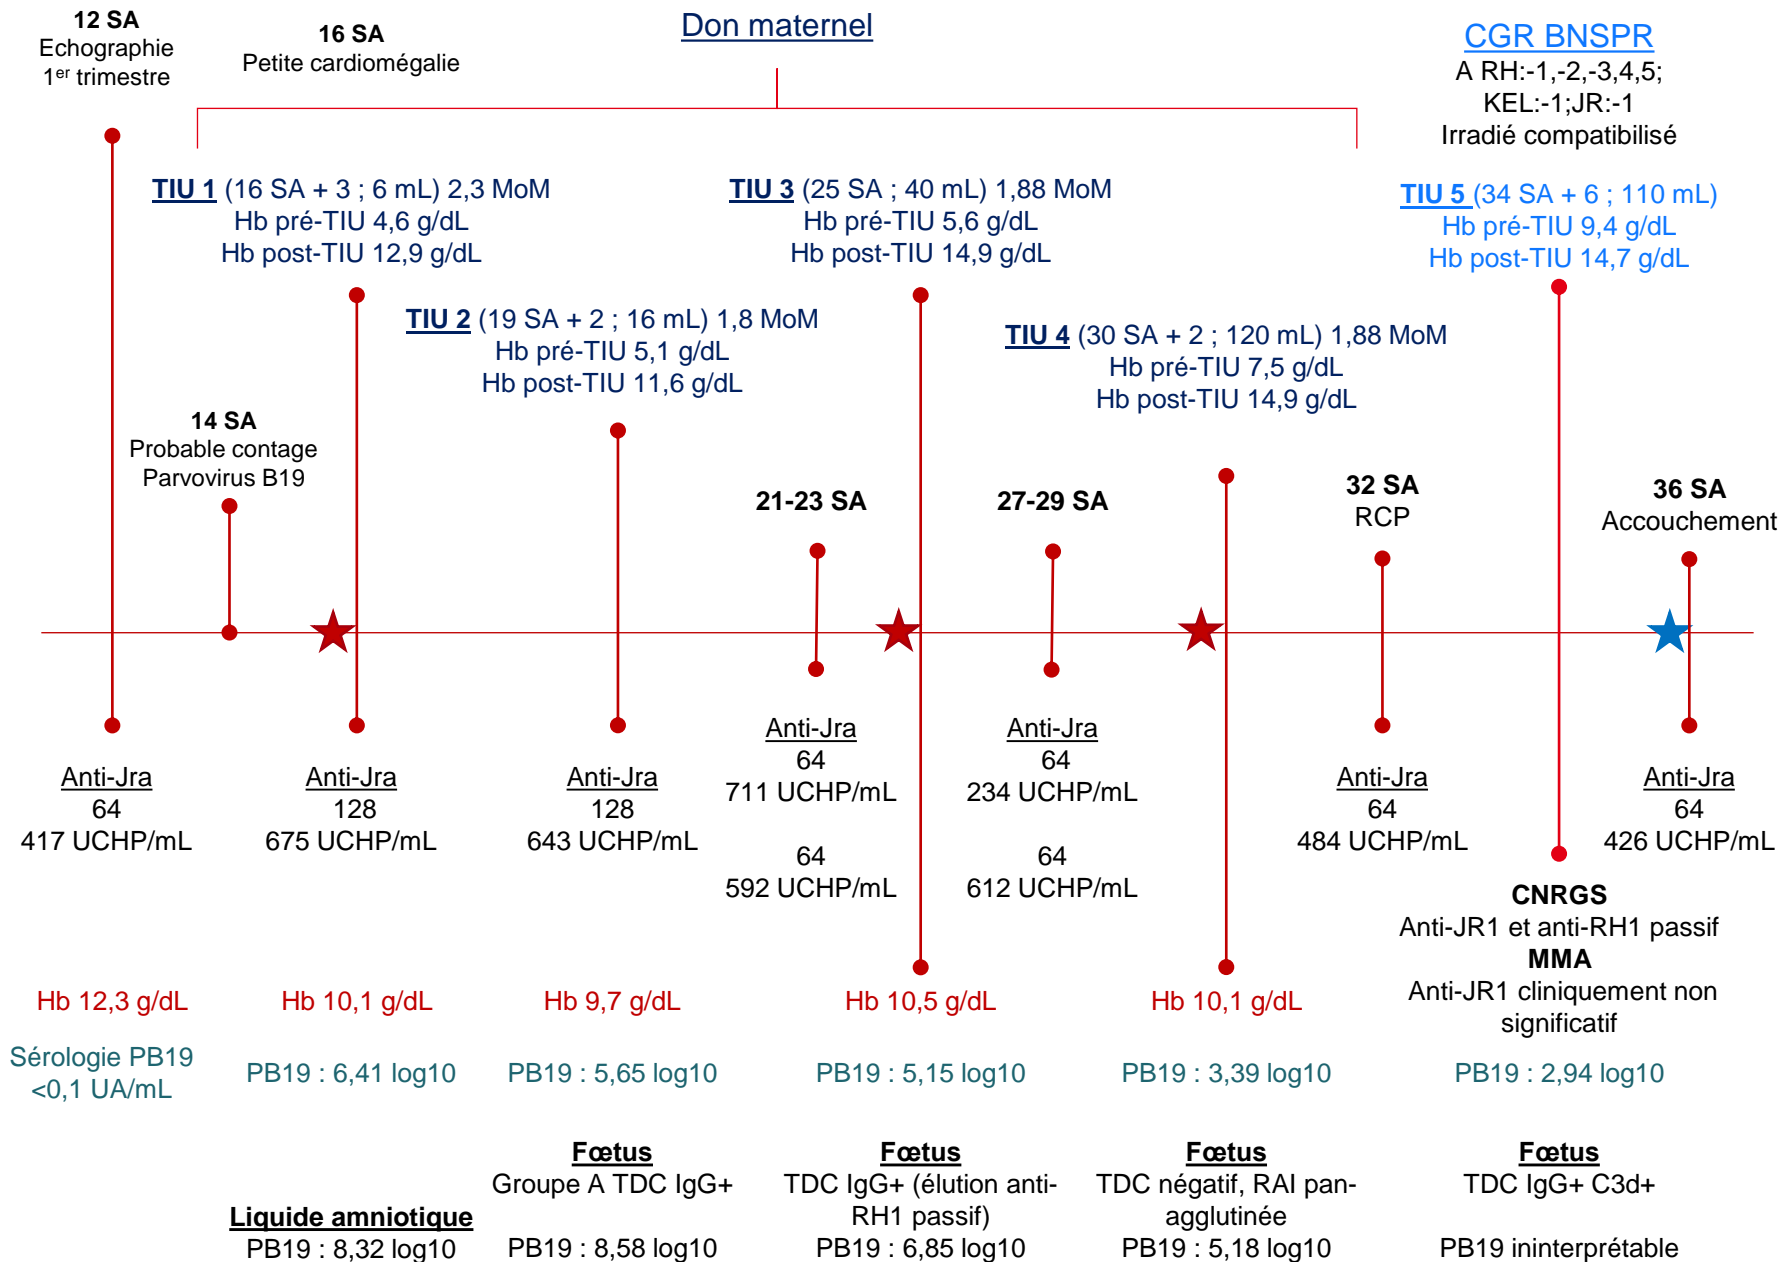 12 SA
Echographie
1er trimestre
16 SA
Petite cardiomégalie
Don maternel
CGR BNSPR
A RH:-1,-2,-3,4,5;
KEL:-1;JR:-1
Irradié compatibilisé
TIU 1 (16 SA + 3 ; 6 mL) 2,3 MoM
Hb pré-TIU 4,6 g/dL
Hb post-TIU 12,9 g/dL
TIU 3 (25 SA ; 40 mL) 1,88 MoM
Hb pré-TIU 5,6 g/dL
Hb post-TIU 14,9 g/dL
TIU 5 (34 SA + 6 ; 110 mL)
Hb pré-TIU 9,4 g/dL
Hb post-TIU 14,7 g/dL
TIU 2 (19 SA + 2 ; 16 mL) 1,8 MoM
Hb pré-TIU 5,1 g/dL
Hb post-TIU 11,6 g/dL
TIU 4 (30 SA + 2 ; 120 mL) 1,88 MoM
Hb pré-TIU 7,5 g/dL
Hb post-TIU 14,9 g/dL
14 SA
Probable contage
Parvovirus B19
21-23 SA
27-29 SA
32 SA
RCP
36 SA
Accouchement
Anti-Jra
64
417 UCHP/mL
Anti-Jra
128
675 UCHP/mL
Anti-Jra
128
643 UCHP/mL
Anti-Jra
64
711 UCHP/mL
64
592 UCHP/mL
Anti-Jra
64
234 UCHP/mL
64
612 UCHP/mL
Anti-Jra
64
484 UCHP/mL
Anti-Jra
64
426 UCHP/mL
CNRGS
Anti-JR1 et anti-RH1 passif
MMA
Anti-JR1 cliniquement non
significatif
Hb 12,3 g/dL
Hb 10,1 g/dL
Hb 9,7 g/dL
Hb 10,5 g/dL
Hb 10,1 g/dL
Sérologie PB19
<0,1 UA/mL
PB19 : 6,41 log10
PB19 : 5,65 log10
PB19 : 5,15 log10
PB19 : 3,39 log10
PB19 : 2,94 log10
Liquide amniotique
PB19 : 8,32 log10
Fœtus
Groupe A TDC IgG+
PB19 : 8,58 log10
Fœtus
TDC IgG+ (élution anti-
RH1 passif)
PB19 : 6,85 log10
Fœtus
TDC négatif, RAI pan-
agglutinée
PB19 : 5,18 log10
Fœtus
TDC IgG+ C3d+
PB19 ininterprétable